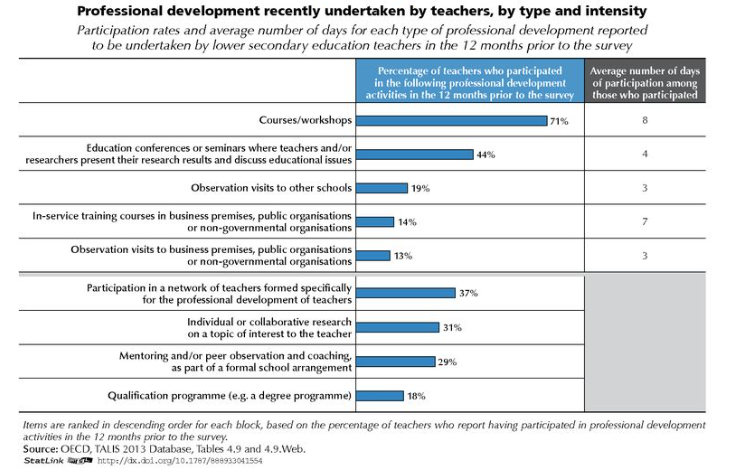 Professional development recently undertaken by teachers, by type and intensity
Participation rates and average number of days for each type of professional development reported
to be undertaken by lower secondary education teachers in the 12 months prior to the survey
Percentage of teachers who participated
in the following professional development
activities in the 12 months prior to the survey
Average number of days
of participation among
those who participated
Courses/workshops
71%
8
Education conferences or seminars where teachers and/or
researchers present their research results and discuss educational issues
44%
4
Observation visits to other schools
19%
3
In-service training courses in business premises, public organisations
or non-governmental organisations
14%
7
Observation visits to business premises, public organisations
or non-governmental organisations
13%
3
Participation in a network of teachers formed specifically
for the professional development of teachers
37%
Individual or collaborative research
on a topic of interest to the teacher
31%
Mentoring and/or peer observation and coaching,
as part of a formal school arrangement
29%
Qualification programme (e.g. a degree programme)
18%
Items are ranked in descending order for each block, based on the percentage of teachers who report having participated in professional development
activities in the 12 months prior to the survey.
Source: OECD, TALIS 2013 Database, Tables 4.9 and 4.9.Web.
StatLink http://dx.doi.org/10.1787/888933041554